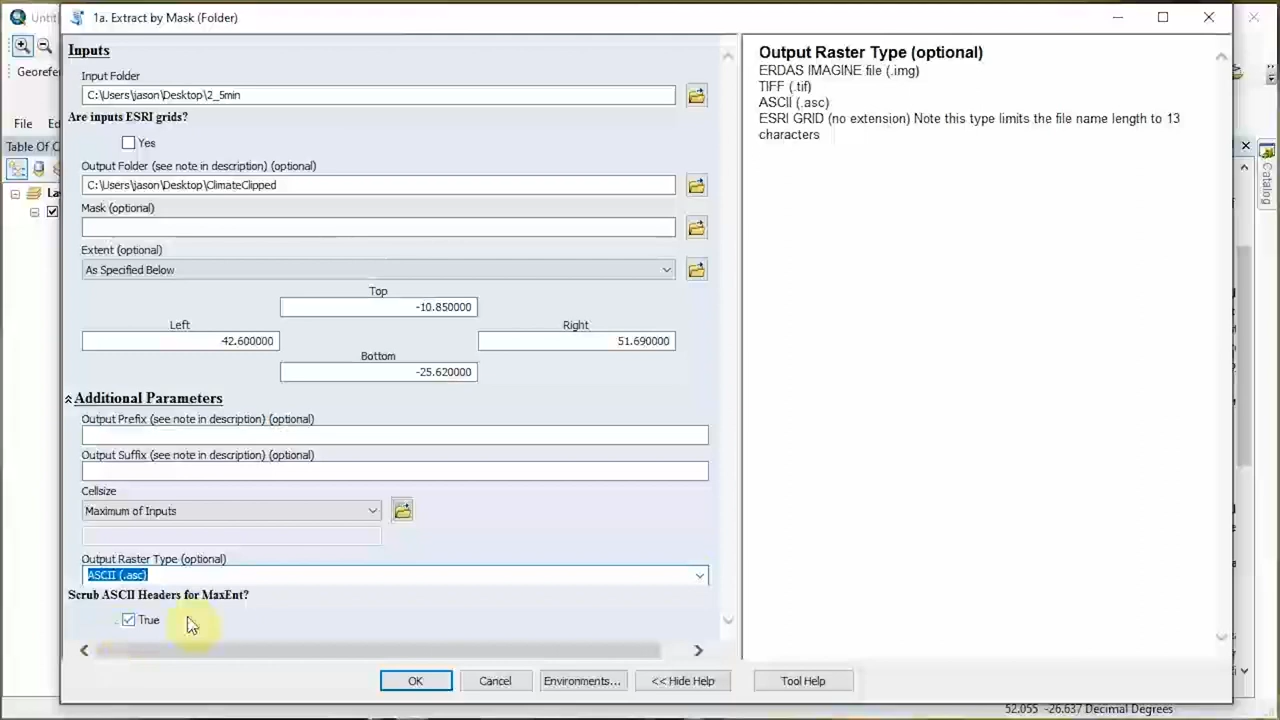 Untit
1a. Extract by Mask (Folder)
Georefer
File Ed
Table Of C
La
Inputs
Input Folder
C:\Users\jason\Desktop\2_5min
Are inputs ESRI grids?
Yes
Output Folder (see note in description) (optional)
C:\Users\jason\Desktop\ClimateClipped
Mask (optional)
Extent (optional)
As Specified Below
Top
-10.850000
Left
Right
42.600000
51.690000
Bottom
-25.620000
Additional Parameters
Output Prefix (see note in description) (optional)
Output Suffix (see note in description) (optional)
Cellsize
Maximum of Inputs
Output Raster Type (optional)
ASCII (.asc)
Scrub ASCII Headers for MaxEnt?
True
OK
Cancel
Environments...
<< Hide Help
Tool Help
Output Raster Type (optional)
ERDAS IMAGINE file (.img)
TIFF (.tif)
ASCII (.asc)
ESRI GRID (no extension) Note this type limits the file name length to 13
characters
Catalog
52.055 -26.637 Decimal Degrees